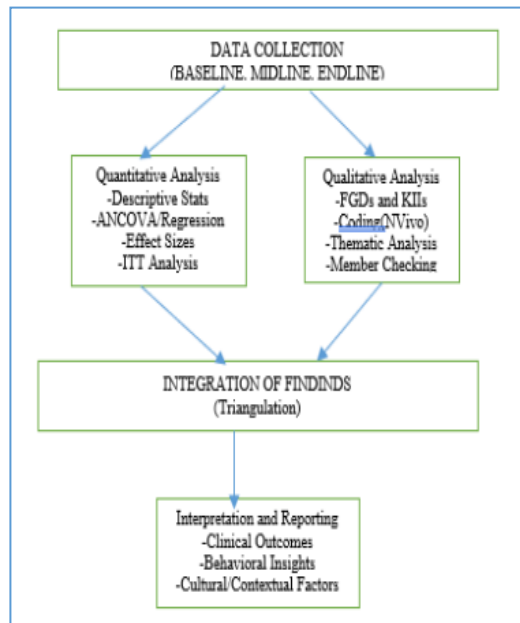 DATA COLLECTION
(BASELINE, MIDLINE, ENDLINE)
Quantitative Analysis
-Descriptive Stats
-ANCOVA/Regression
-Effect Sizes
-ITT Analysis
Qualitative Analysis
-FGDs and KIIs
-Coding(NVivo)
-Thematic Analysis
-Member Checking
INTEGRATION OF FINDINDS
(Triangulation)
Interpretation and Reporting
-Clinical Outcomes
-Behavioral Insights
-Cultural/Contextual Factors